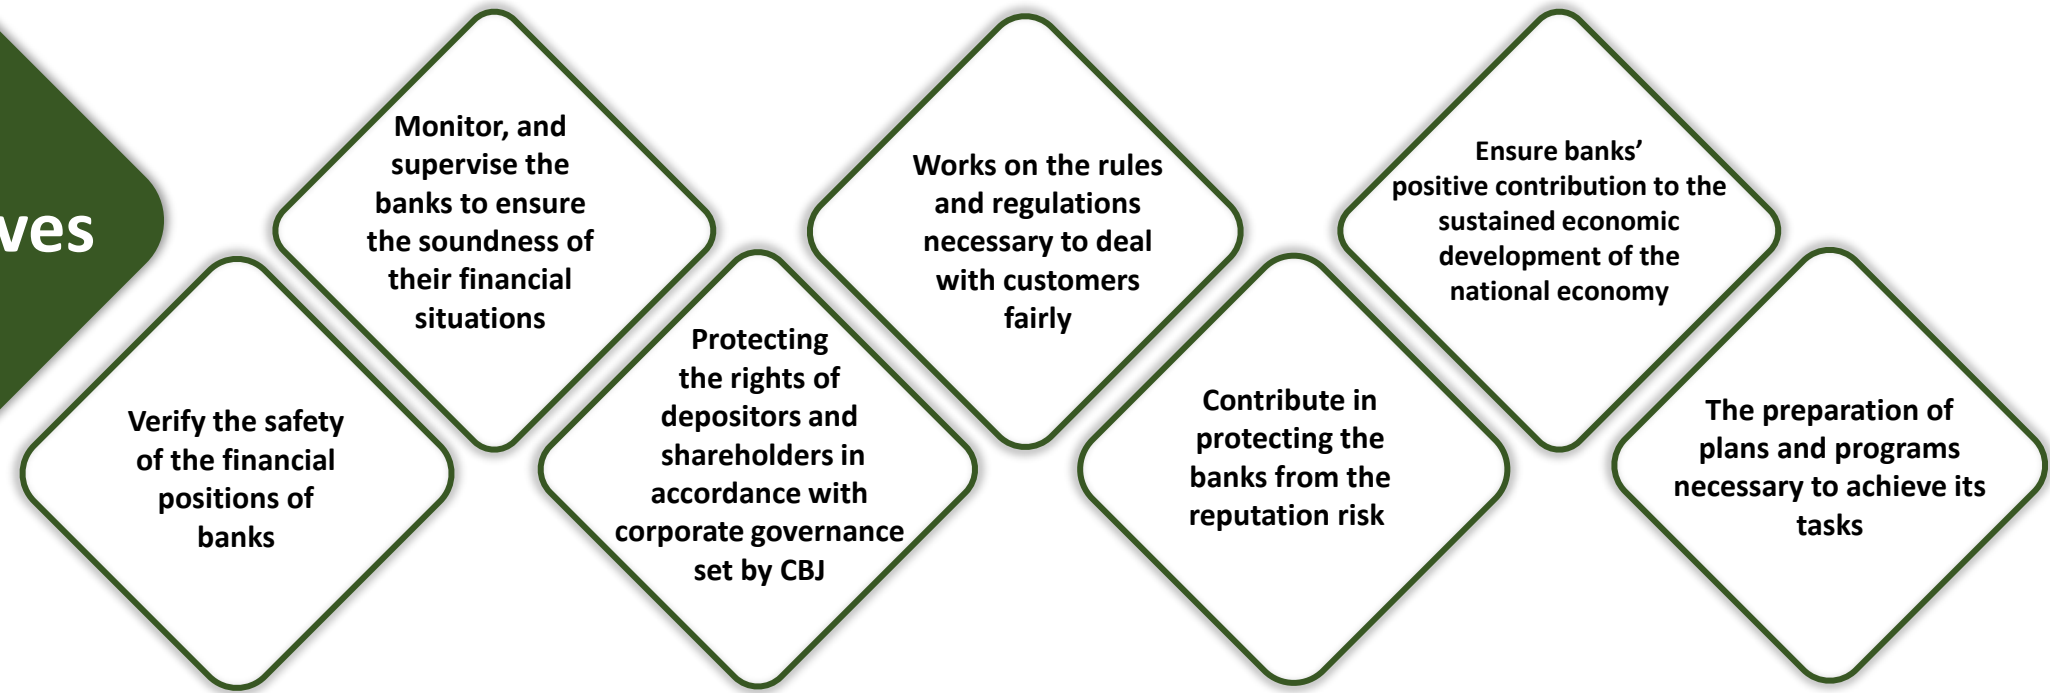 ves
Verify the safety
of the financial
positions of
banks
Monitor, and
supervise the
banks to ensure
the soundness of
their financial
situations
Protecting
the rights of
depositors and
shareholders in
accordance with
corporate governance
set by CBJ
Works on the rules
and regulations
necessary to deal
with customers
fairly
Contribute in
protecting the
banks from the
reputation risk
Ensure banks’
positive contribution to the
sustained economic
development of the
national economy
The preparation of
plans and programs
necessary to achieve its
tasks